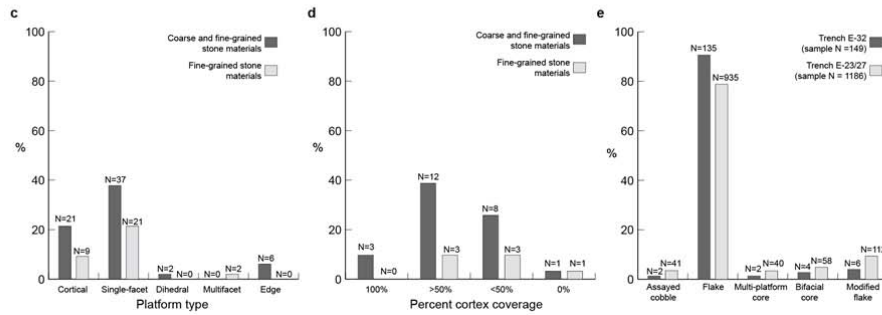 c
100
80
60
40
20
0
%
Coarse and fine-grained
stone materials
Fine-grained stone
materials
N=21
N=9
N=37
N=21
N=2
N=0
N=0
N=2
N=6
N=0
Cortical
Single-facet
Dihedral
Multifacet
Edge
Platform type
d
100
80
60
40
20
0
%
Coarse and fine-grained
stone materials
Fine-grained stone
materials
N=3
N=0
N=12
N=3
N=8
N=3
N=1
N=1
100%
>50%
<50%
0%
Percent cortex coverage
e
100
80
60
40
20
0
%
Trench E-32
(sample N =149)
Trench E-23/27
(sample N = 1186)
N=2
N=41
N=135
N=935
N=2
N=40
N=4
N=58
N=6
N=112
Assayed
cobble
Flake
Multi-platform
core
Bifacial
core
Modified
flake